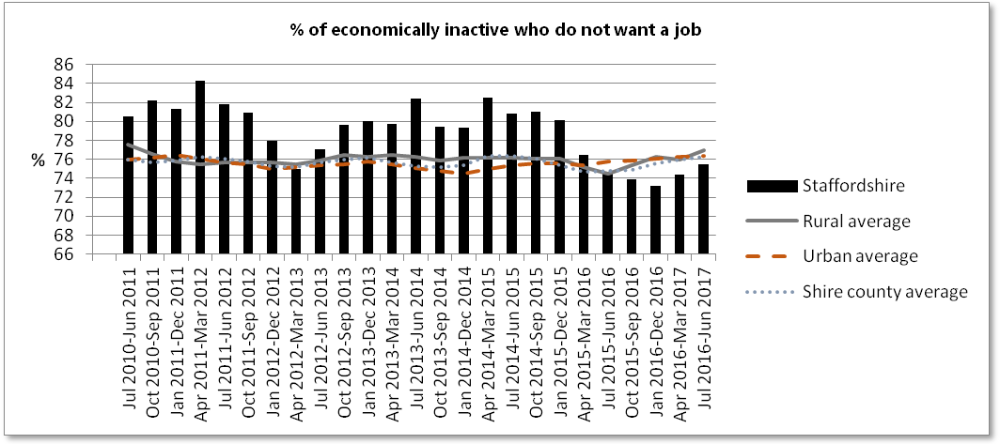 % of economically inactive who do not want a job
86
84
82
80
78
76
74
72
70
68
66
%
Jul 2010-Jun 2011
Oct 2010-Sep 2011
Jan 2011-Dec 2011
Apr 2011-Mar 2012
Jul 2011-Jun 2012
Oct 2011-Sep 2012
Jan 2012-Dec 2012
Apr 2012-Mar 2013
Jul 2012-Jun 2013
Oct 2012-Sep 2013
Jan 2013-Dec 2013
Apr 2013-Mar 2014
Jul 2013-Jun 2014
Oct 2013-Sep 2014
Jan 2014-Dec 2014
Apr 2014-Mar 2015
Jul 2014-Jun 2015
Oct 2014-Sep 2015
Jan 2015-Dec 2015
Apr 2015-Mar 2016
Jul 2015-Jun 2016
Oct 2015-Sep 2016
Jan 2016-Dec 2016
Apr 2016-Mar 2017
Jul 2016-Jun 2017
Staffordshire
Rural average
Urban average
Shire county average